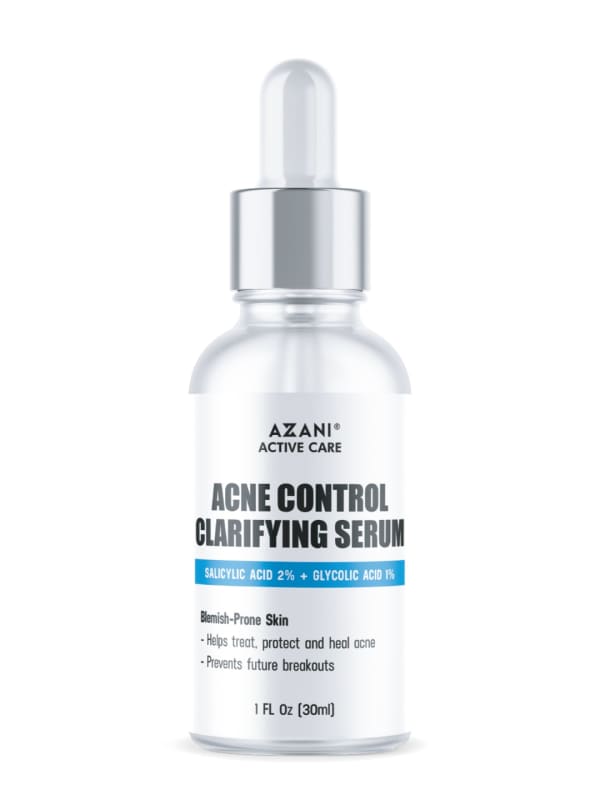 AZANI®
ACTIVE CARE
ACNE CONTROL
CLARIFYING SERUM
SALICYLIC ACID 2% + GLYCOLIC ACID 1%
Blemish-Prone Skin
- Helps treat, protect and heal acne
- Prevents future breakouts
1 FL Oz (30ml)